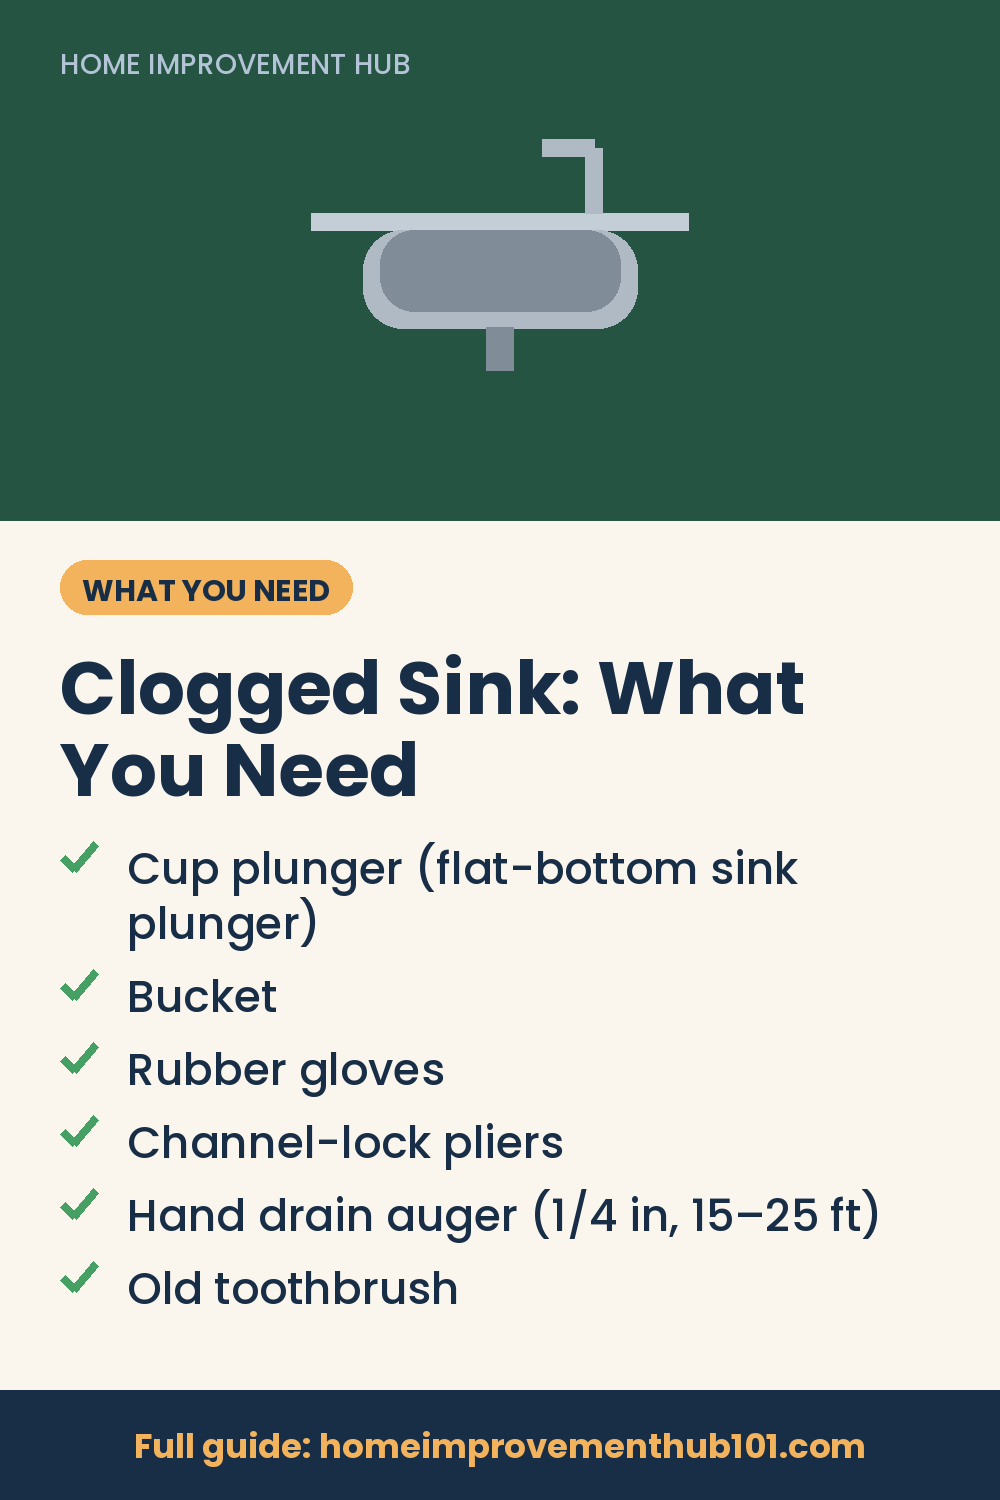 HOME IMPROVEMENT HUB
WHAT YOU NEED
Clogged Sink: What
You Need
Cup plunger (flat-bottom sink
plunger)
Bucket
Rubber gloves
Channel-lock pliers
Hand drain auger (1/4 in, 15–25 ft)
Old toothbrush
Full guide: homeimprovementhub101.com